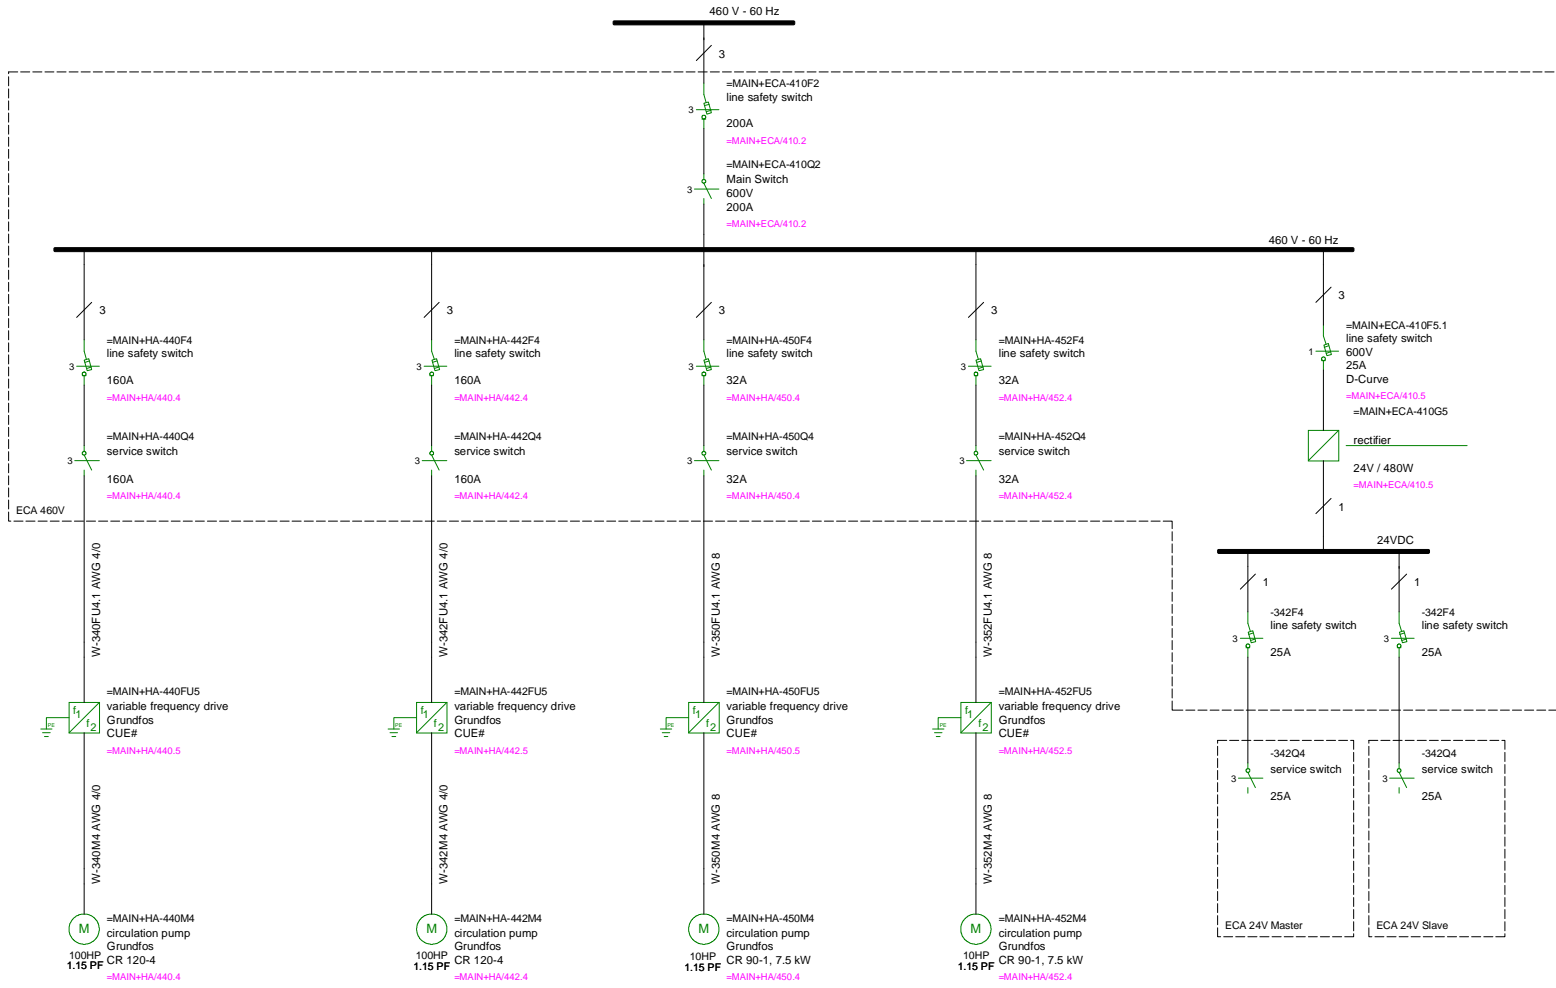 460 V - 60 Hz
3
=MAIN+ECA-410F2
line safety switch
3
200A
=MAIN+ECA/410.2
=MAIN+ECA-410Q2
Main Switch
3
600V
200A
=MAIN+ECA/410.2
460 V - 60 Hz
3
=MAIN+HA-440F4
line safety switch
3
160A
=MAIN+HA/440.4
=MAIN+HA-440Q4
service switch
3
160A
=MAIN+HA/440.4
3
=MAIN+HA-442F4
line safety switch
3
160A
=MAIN+HA/442.4
=MAIN+HA-442Q4
service switch
3
160A
=MAIN+HA/442.4
3
=MAIN+HA-450F4
line safety switch
3
32A
=MAIN+HA/450.4
=MAIN+HA-450Q4
service switch
3
32A
=MAIN+HA/450.4
3
=MAIN+HA-452F4
line safety switch
3
32A
=MAIN+HA/452.4
=MAIN+HA-452Q4
service switch
3
32A
=MAIN+HA/452.4
3
=MAIN+ECA-410F5.1
line safety switch
1
600V
25A
D-Curve
=MAIN+ECA/410.5
=MAIN+ECA-410G5
rectifier
24V / 480W
=MAIN+ECA/410.5
1
ECA 460V
24VDC
1
-342F4
line safety switch
3
25A
1
-342F4
line safety switch
3
25A
W-340FU4.1 AWG 4/0
W-342FU4.1 AWG 4/0
W-350FU4.1 AWG 8
W-352FU4.1 AWG 8
=MAIN+HA-440FU5
variable frequency drive
Grundfos
CUE#
=MAIN+HA/440.5
f1
f2
PE
=MAIN+HA-442FU5
variable frequency drive
Grundfos
CUE#
=MAIN+HA/442.5
f1
f2
PE
=MAIN+HA-450FU5
variable frequency drive
Grundfos
CUE#
=MAIN+HA/450.5
f1
f2
PE
=MAIN+HA-452FU5
variable frequency drive
Grundfos
CUE#
=MAIN+HA/452.5
f1
f2
PE
-342Q4
service switch
3
25A
ECA 24V Master
-342Q4
service switch
3
25A
ECA 24V Slave
W-340M4 AWG 4/0
W-342M4 AWG 4/0
W-350M4 AWG 8
W-352M4 AWG 8
M
=MAIN+HA-440M4
circulation pump
Grundfos
CR 120-4
100HP
1.15 PF
=MAIN+HA/440.4
M
=MAIN+HA-442M4
circulation pump
Grundfos
CR 120-4
100HP
1.15 PF
=MAIN+HA/442.4
M
=MAIN+HA-450M4
circulation pump
Grundfos
CR 90-1, 7.5 kW
10HP
1.15 PF
=MAIN+HA/450.4
M
=MAIN+HA-452M4
circulation pump
Grundfos
CR 90-1, 7.5 kW
10HP
1.15 PF
=MAIN+HA/452.4